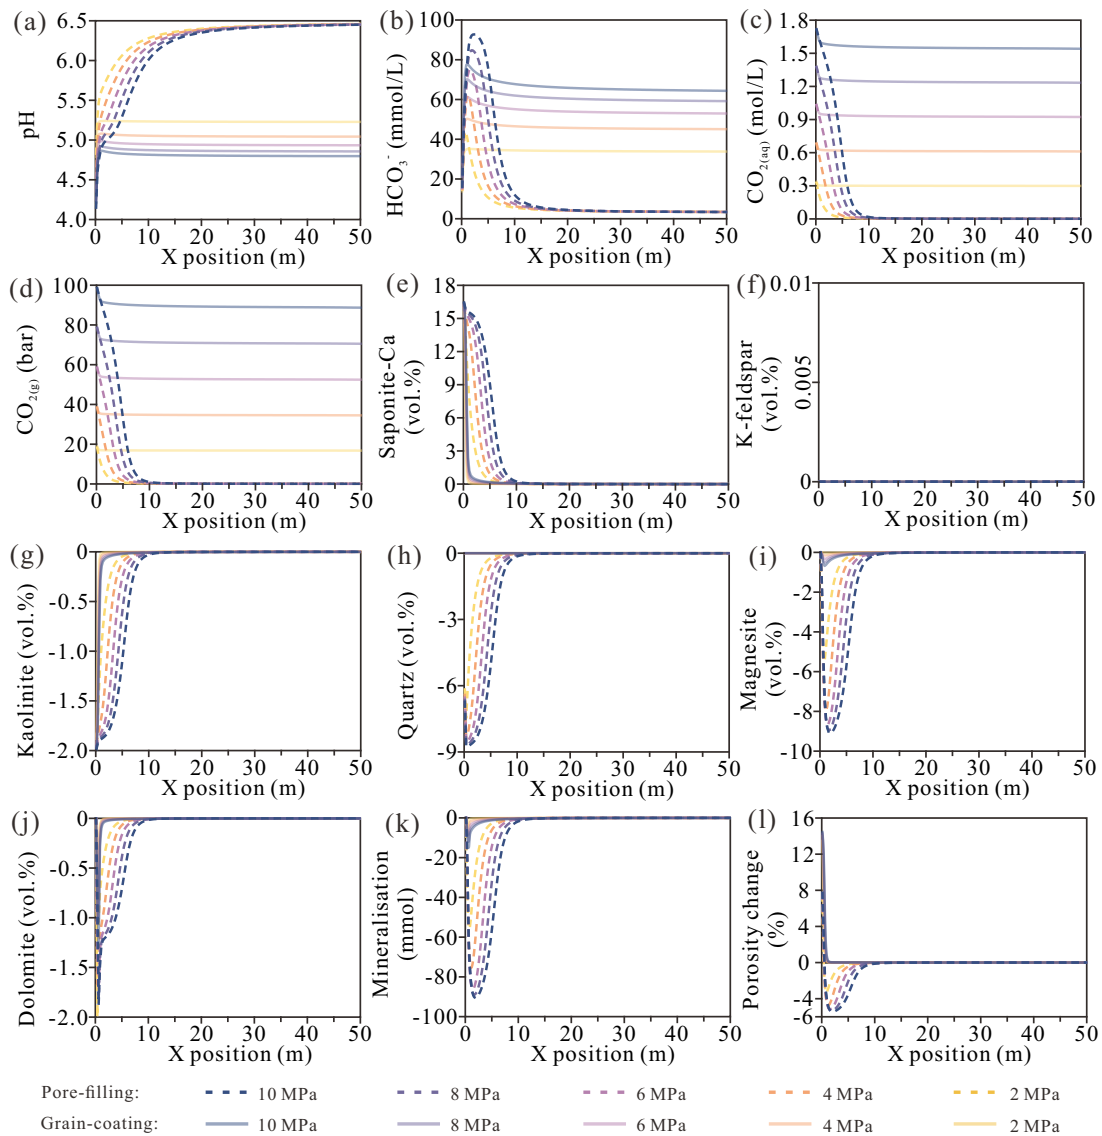 (a)
pH
6.5
6.0
5.5
5.0
4.5
4.0
0 10 20 30 40 50
X position (m)
(b)
HCO3- (mmol/L)
100
80
60
40
20
0
0 10 20 30 40 50
X position (m)
(c)
CO2(aq) (mol/L)
1.8
1.5
1.2
0.9
0.6
0.3
0
0 10 20 30 40 50
X position (m)
(d)
CO2(g) (bar)
100
80
60
40
20
0
0 10 20 30 40 50
X position (m)
(e)
Saponite-Ca
(vol.%)
18
15
12
9
6
3
0
0 10 20 30 40 50
X position (m)
(f)
K-feldspar
(vol.%)
0.01
0.005
0
0 10 20 30 40 50
X position (m)
(g)
Kaolinite (vol.%)
0
-0.5
-1.0
-1.5
-2.0
0 10 20 30 40 50
X position (m)
(h)
Quartz (vol.%)
0
-3
-6
-9
0 10 20 30 40 50
X position (m)
(i)
Magnesite
(vol.%)
0
-2
-4
-6
-8
-10
0 10 20 30 40 50
X position (m)
(j)
Dolomite (vol.%)
0
-0.5
-1.0
-1.5
-2.0
0 10 20 30 40 50
X position (m)
(k)
Mineralisation
(mmol)
0
-20
-40
-60
-80
-100
0 10 20 30 40 50
X position (m)
(l)
Porosity change
(%)
16
12
8
4
0
-4
-6
0 10 20 30 40 50
X position (m)
Pore-filling: 10 MPa 8 MPa 6 MPa 4 MPa 2 MPa
Grain-coating: 10 MPa 8 MPa 6 MPa 4 MPa 2 MPa